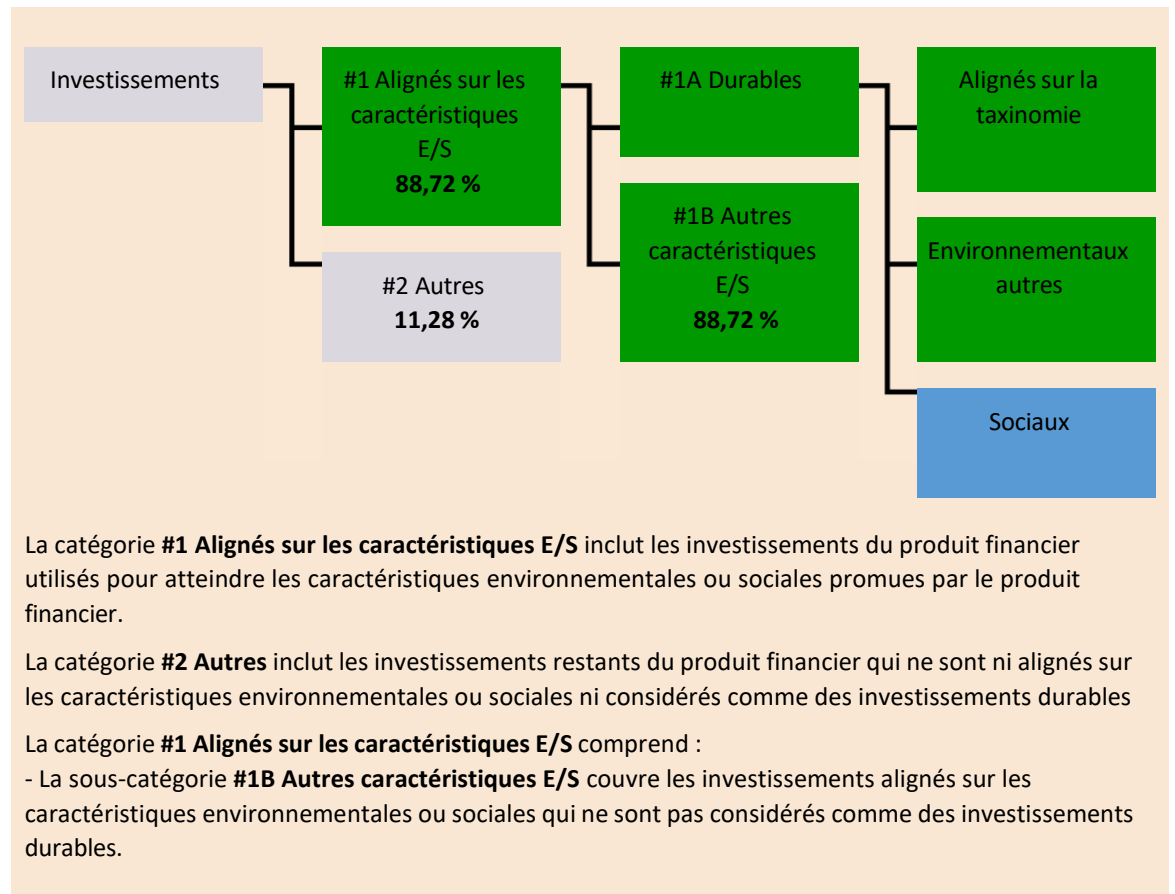 Investissements
#1 Alignés sur les
caractéristiques
E/S
88,72 %
#2 Autres
11,28 %
#1A Durables
#1B Autres
caractéristiques
E/S
88,72 %
Alignés sur la
taxinomie
Environnementaux
autres
Sociaux
La catégorie #1 Alignés sur les caractéristiques E/S inclut les investissements du produit financier
utilisés pour atteindre les caractéristiques environnementales ou sociales promues par le produit
financier.
La catégorie #2 Autres inclut les investissements restants du produit financier qui ne sont ni alignés sur
les caractéristiques environnementales ou sociales ni considérés comme des investissements durables
La catégorie #1 Alignés sur les caractéristiques E/S comprend :
- La sous-catégorie #1B Autres caractéristiques E/S couvre les investissements alignés sur les
caractéristiques environnementales ou sociales qui ne sont pas considérés comme des investissements
durables.